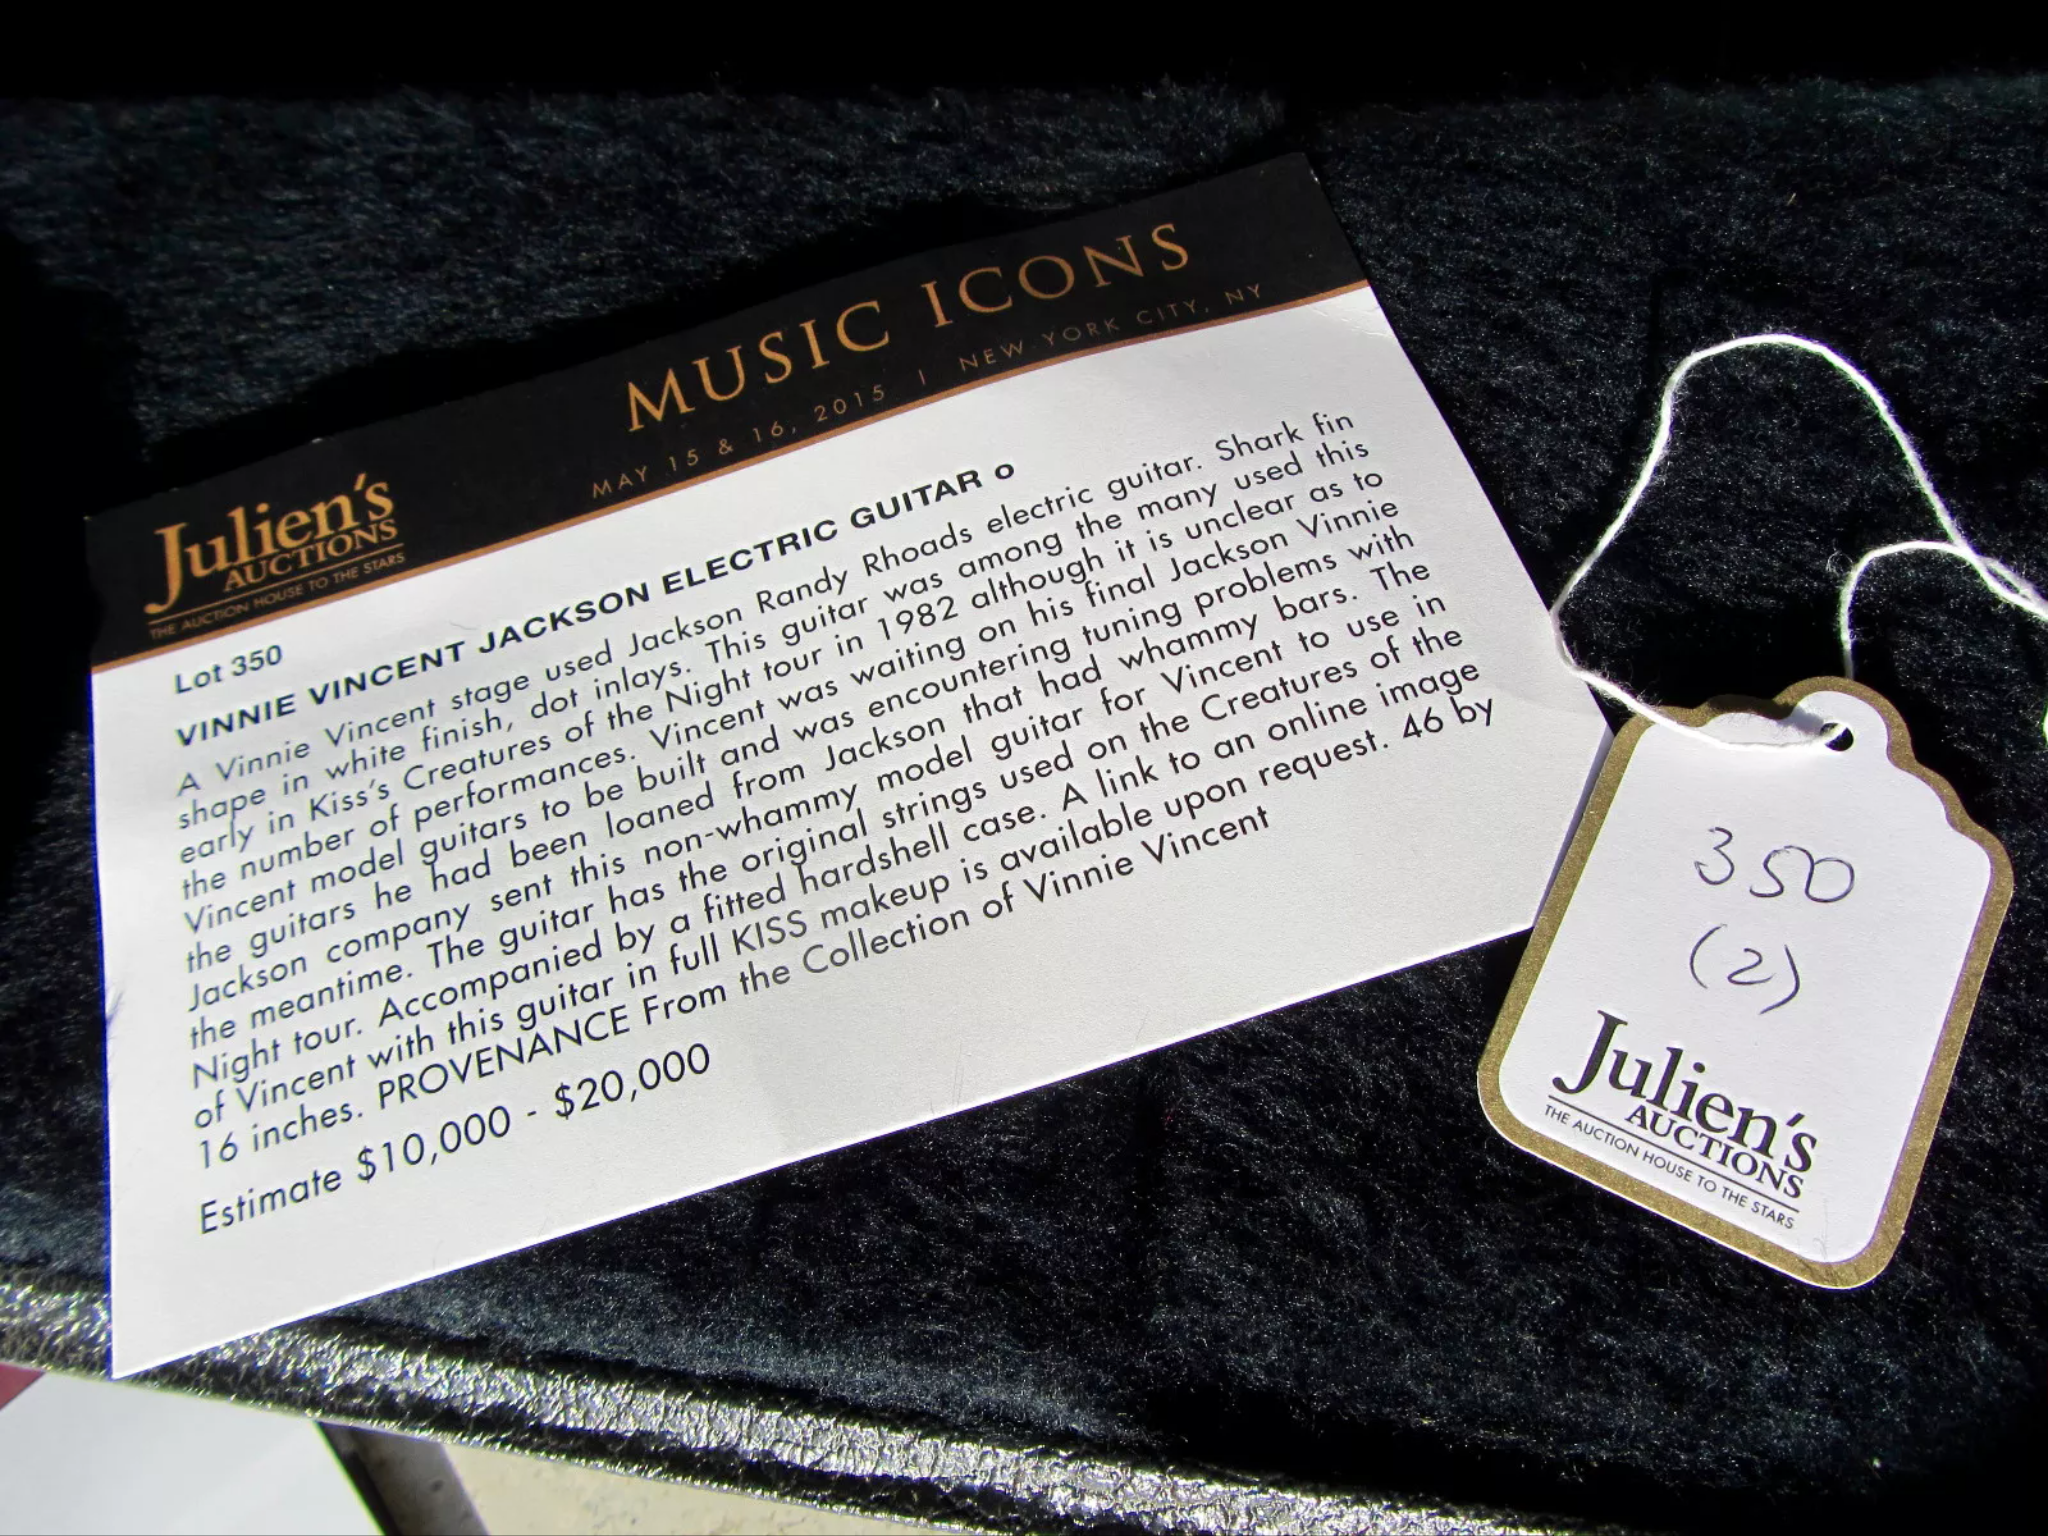 MUSIC ICONS
MAY 15 & 16, 2015 | NEW YORK CITY, NY
Julien's
AUCTIONS
THE AUCTION HOUSE TO THE STARS
Lot 350
VINNIE VINCENT JACKSON ELECTRIC GUITAR o
A Vinnie Vincent stage used Jackson Randy Rhoads electric guitar. Shark fin
shape in white finish, dot inlays. This guitar was among the many used this
early in Kiss's Creatures of the Night tour in 1982 although it is unclear as to
the number of performances. Vincent was waiting on his final Jackson Vinnie
Vincent model guitars to be built and was encountering tuning problems with
the guitars he had been loaned from Jackson that had whammy bars. The
Jackson company sent this non-whammy model guitar for Vincent to use in
the meantime. The guitar has the original strings used on the Creatures of the
Night tour. Accompanied by a fitted hardshell case. A link to an online image
of Vincent with this guitar in full KISS makeup is available upon request. 46 by
16 inches. PROVENANCE From the Collection of Vinnie Vincent
Estimate $10,000 - $20,000
350
(2)
Julien's
AUCTIONS
THE AUCTION HOUSE TO THE STARS